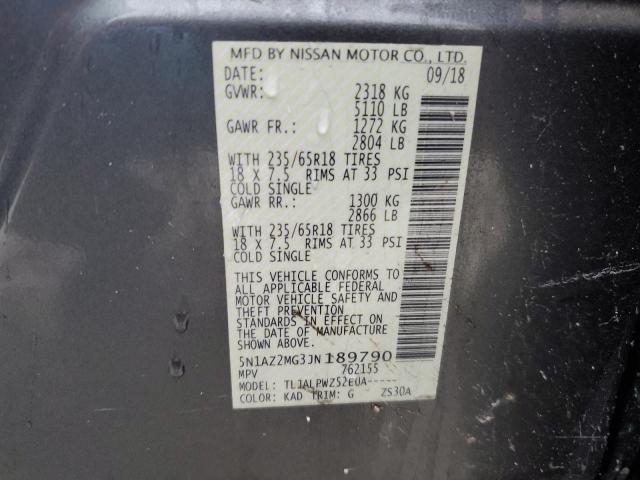 MFD BY NISSAN MOTOR CO., LTD.
DATE: 09/18
GVWR: 2318 KG
5110 LB
GAWR FR.: 1272 KG
2804 LB
WITH 235/65R18 TIRES
18 X 7.5 RIMS AT 33 PSI
COLD SINGLE
GAWR RR.: 1300 KG
2866 LB
WITH 235/65R18 TIRES
18 X 7.5 RIMS AT 33 PSI
COLD SINGLE
THIS VEHICLE CONFORMS TO
ALL APPLICABLE FEDERAL
MOTOR VEHICLE SAFETY AND
THEFT PREVENTION
STANDARDS IN EFFECT ON
THE DATE OF MANUFACTURE
SHOWN ABOVE.
5N1AZ2MG3JN189790
MPV 762155
MODEL: TLJALPWZ52EUA-----
COLOR: KAD TRIM: G ZS30A